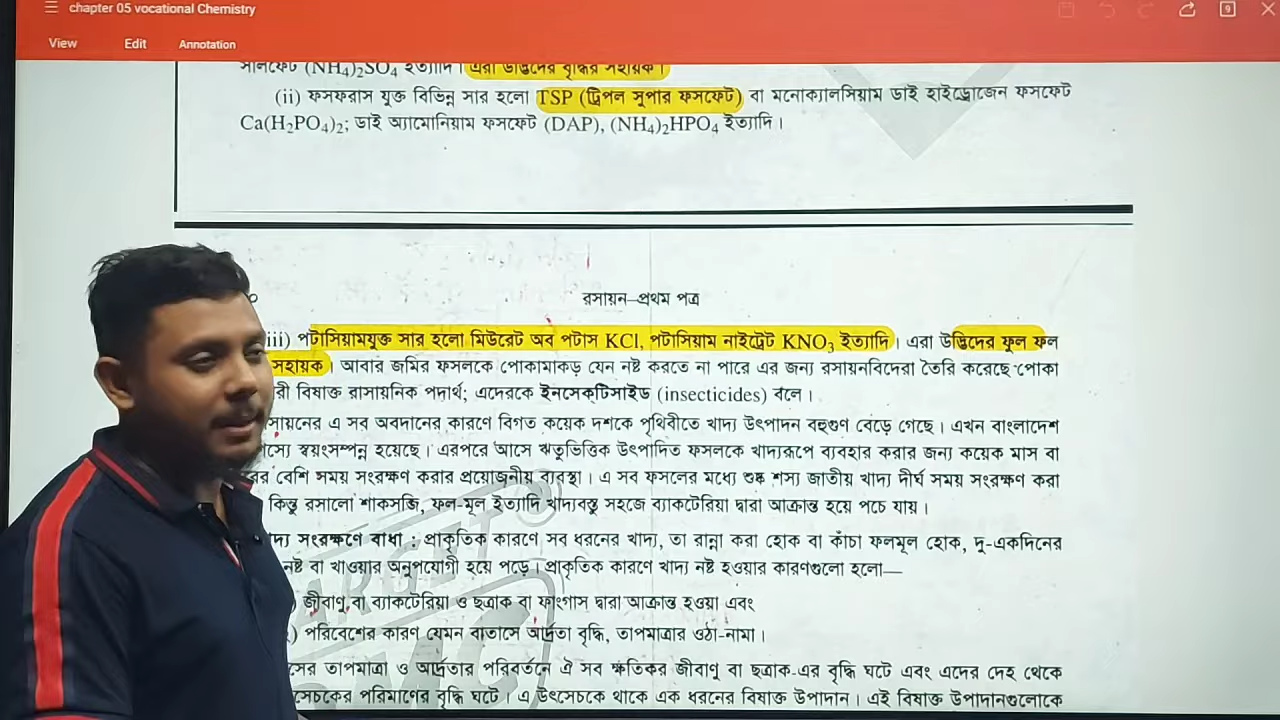 chapter 05 vocational Chemistry
9
View Edit Annotation
সালফেট (NH₄)₂SO₄ ইত্যাদি। এরা উদ্ভিদের বৃদ্ধির সহায়ক।
(ii) ফসফরাস যুক্ত বিভিন্ন সার হলো TSP (ট্রিপল সুপার ফসফেট) বা মনোক্যালসিয়াম ডাই হাইড্রোজেন ফসফেট
Ca(H₂PO₄)₂; ডাই অ্যামোনিয়াম ফসফেট (DAP), (NH₄)₂HPO₄ ইত্যাদি।
রসায়ন–প্রথম পত্র
iii) পটাসিয়ামযুক্ত সার হলো মিউরেট অব পটাস KCl, পটাসিয়াম নাইট্রেট KNO₃ ইত্যাদি। এরা উদ্ভিদের ফুল ফল
সহায়ক। আবার জমির ফসলকে পোকামাকড় যেন নষ্ট করতে না পারে এর জন্য রসায়নবিদেরা তৈরি করেছে পোকা
রী বিষাক্ত রাসায়নিক পদার্থ; এদেরকে ইনসেক্টিসাইড (insecticides) বলে।
সায়নের এ সব অবদানের কারণে বিগত কয়েক দশকে পৃথিবীতে খাদ্য উৎপাদন বহুগুণ বেড়ে গেছে। এখন বাংলাদেশ
স্যে স্বয়ংসম্পন্ন হয়েছে। এরপরে আসে ঋতুভিত্তিক উৎপাদিত ফসলকে খাদ্যরূপে ব্যবহার করার জন্য কয়েক মাস বা
র বেশি সময় সংরক্ষণ করার প্রয়োজনীয় ব্যবস্থা। এ সব ফসলের মধ্যে শুষ্ক শস্য জাতীয় খাদ্য দীর্ঘ সময় সংরক্ষণ করা
কিন্তু রসালো শাকসব্জি, ফল-মূল ইত্যাদি খাদ্যবস্তু সহজে ব্যাকটেরিয়া দ্বারা আক্রান্ত হয়ে পচে যায়।
দ্য সংরক্ষণে বাধা : প্রাকৃতিক কারণে সব ধরনের খাদ্য, তা রান্না করা হোক বা কাঁচা ফলমূল হোক, দু-একদিনের
নষ্ট বা খাওয়ার অনুপযোগী হয়ে পড়ে। প্রাকৃতিক কারণে খাদ্য নষ্ট হওয়ার কারণগুলো হলো—
) জীবাণু বা ব্যাকটেরিয়া ও ছত্রাক বা ফাংগাস দ্বারা আক্রান্ত হওয়া এবং
) পরিবেশের কারণ যেমন বাতাসে আর্দ্রতা বৃদ্ধি, তাপমাত্রার ওঠা-নামা।
সের তাপমাত্রা ও আর্দ্রতার পরিবর্তনে ঐ সব ক্ষতিকর জীবাণু বা ছত্রাক-এর বৃদ্ধি ঘটে এবং এদের দেহ থেকে
সেচকের পরিমাণের বৃদ্ধি ঘটে। এ উৎসেচকে থাকে এক ধরনের বিষাক্ত উপাদান। এই বিষাক্ত উপাদানগুলোকে